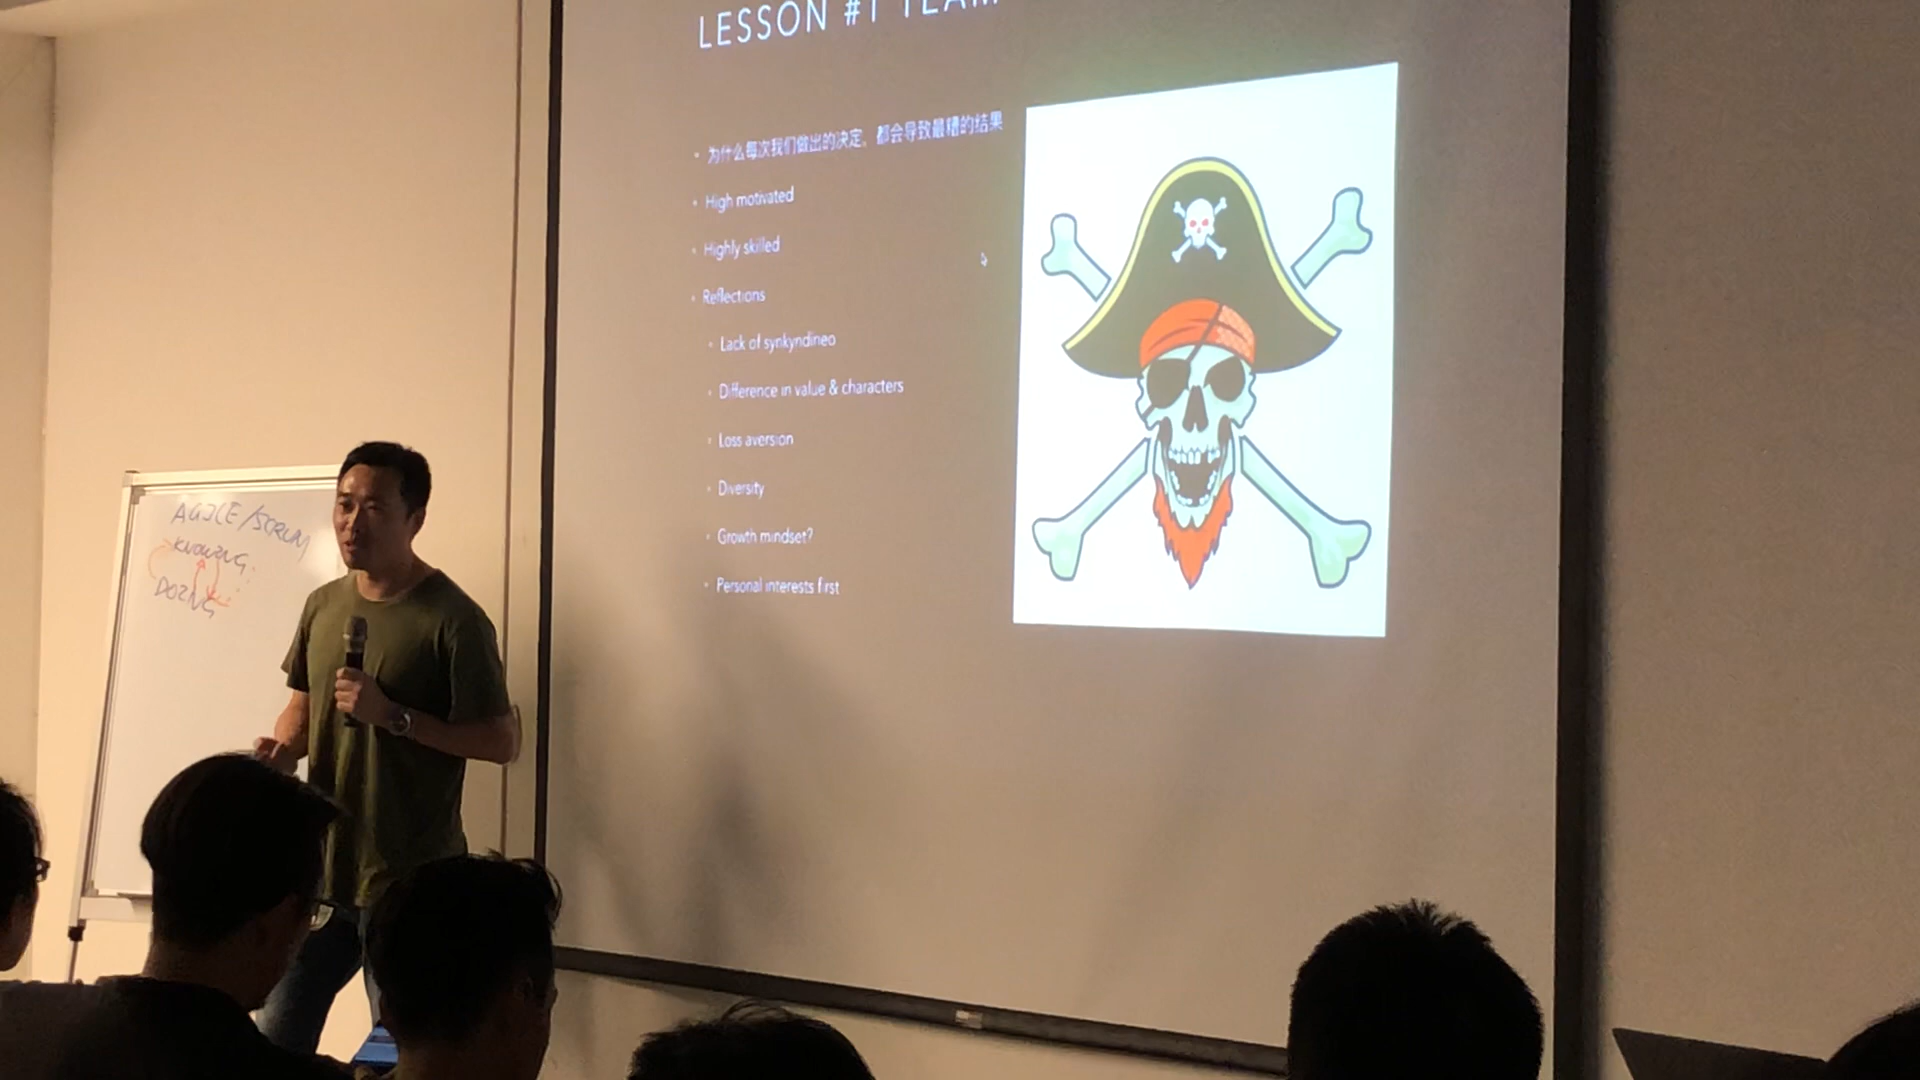 LESSON #1 TEAM
为什么每次我们做出的决定，都会导致最糟的结果
High motivated
Highly skilled
Reflections
Lack of synkyndineo
Difference in value & characters
Loss aversion
Diversity
Growth mindset?
Personal interests first
AGILE/SCRUM
KNOWING
DOING